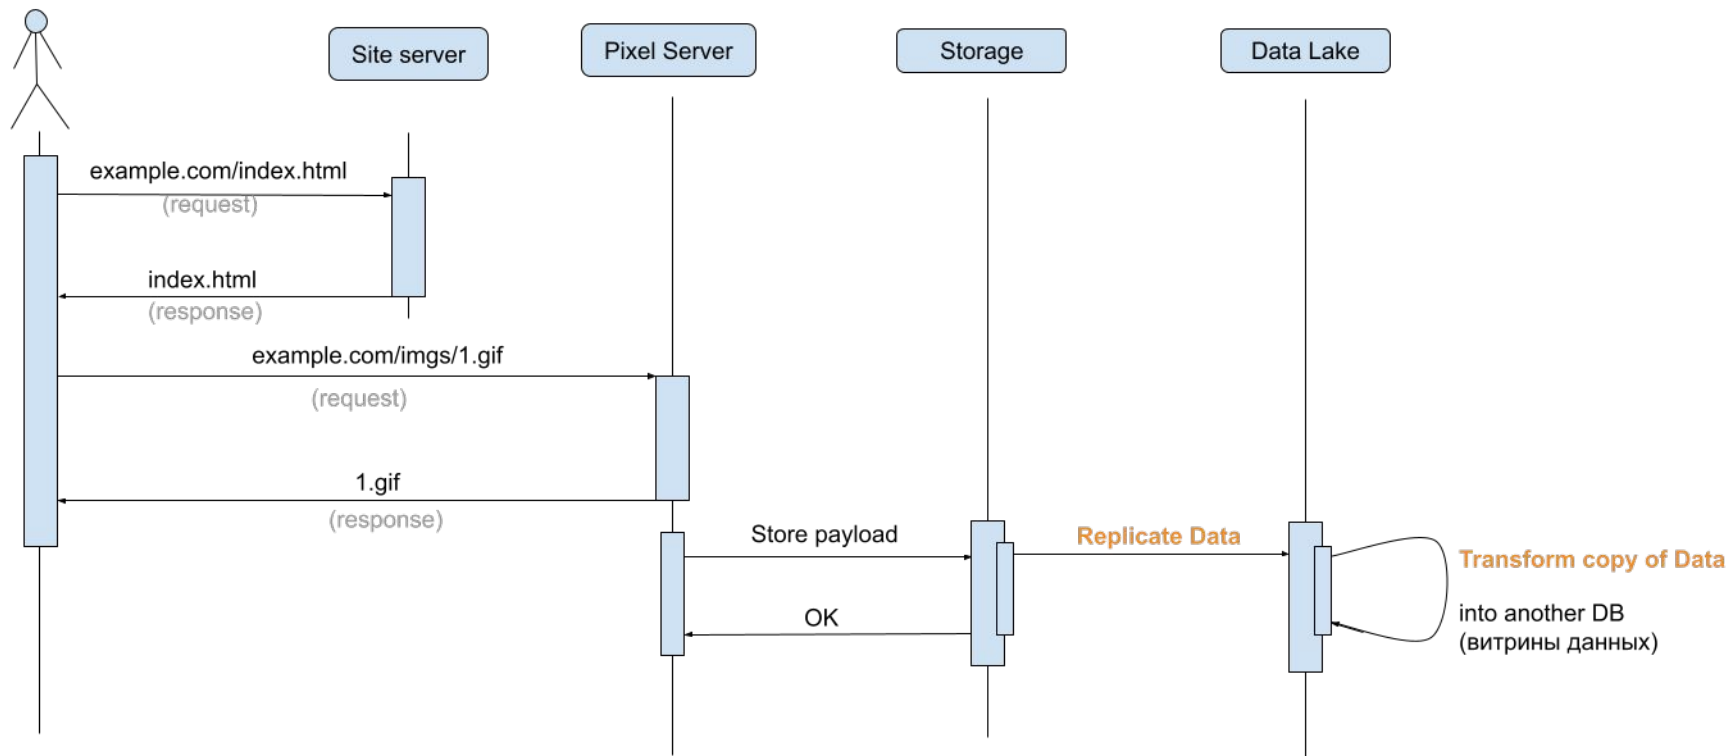 Site server
Pixel Server
Storage
Data Lake
example.com/index.html
(request)
index.html
(response)
example.com/imgs/1.gif
(request)
1.gif
(response)
Store payload
Replicate Data
OK
Transform copy of Data
into another DB
(витрины данных)